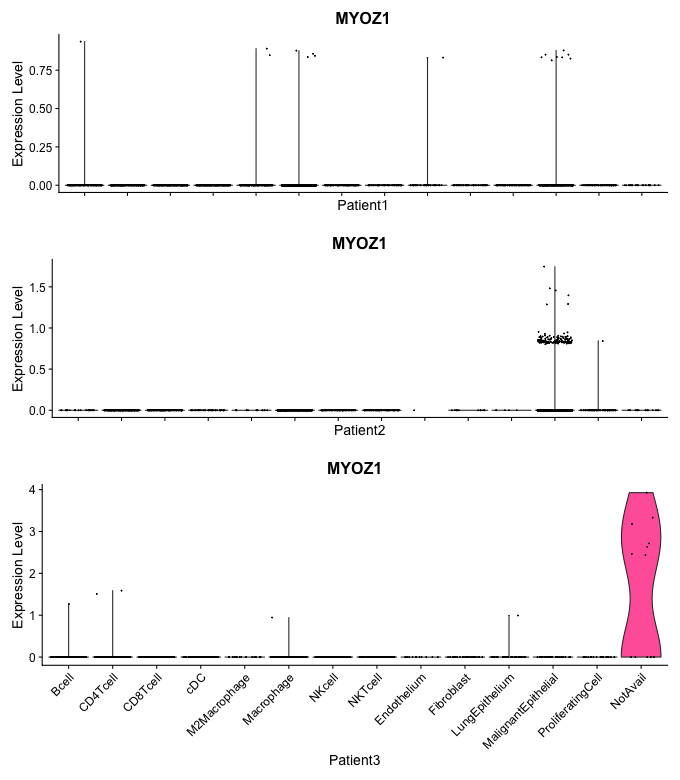 MYOZ1
Expression Level
0.75
0.50
0.25
0.00
Patient1
MYOZ1
Expression Level
1.5
1.0
0.5
0.0
Patient2
MYOZ1
Expression Level
4
3
2
1
0
Bcell
CD4Tcell
CD8Tcell
cDC
M2Macrophage
Macrophage
NKcell
NKTcell
Endothelium
Fibroblast
LungEpithelium
MalignantEpithelial
ProliferatingCell
NotAvail
Patient3